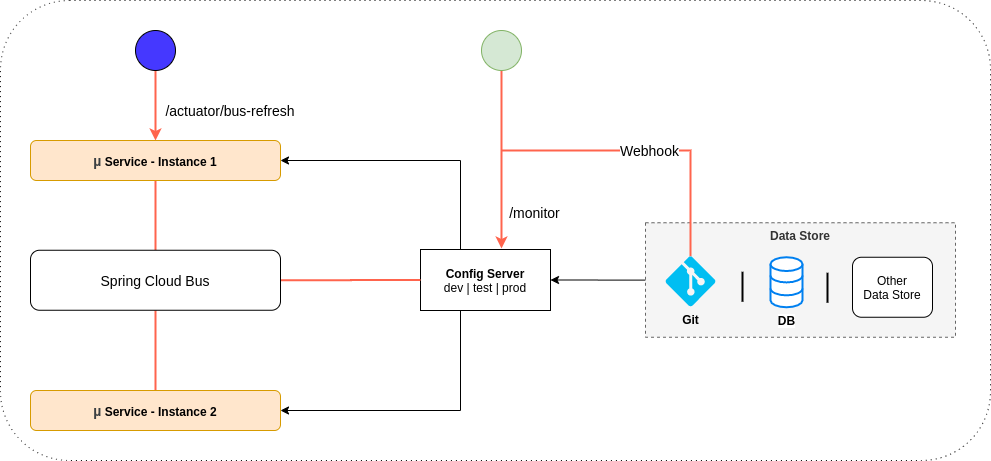 /actuator/bus-refresh
μ Service - Instance 1
Webhook
/monitor
Data Store
Spring Cloud Bus
Config Server
dev | test | prod
Git
DB
Other
Data Store
μ Service - Instance 2